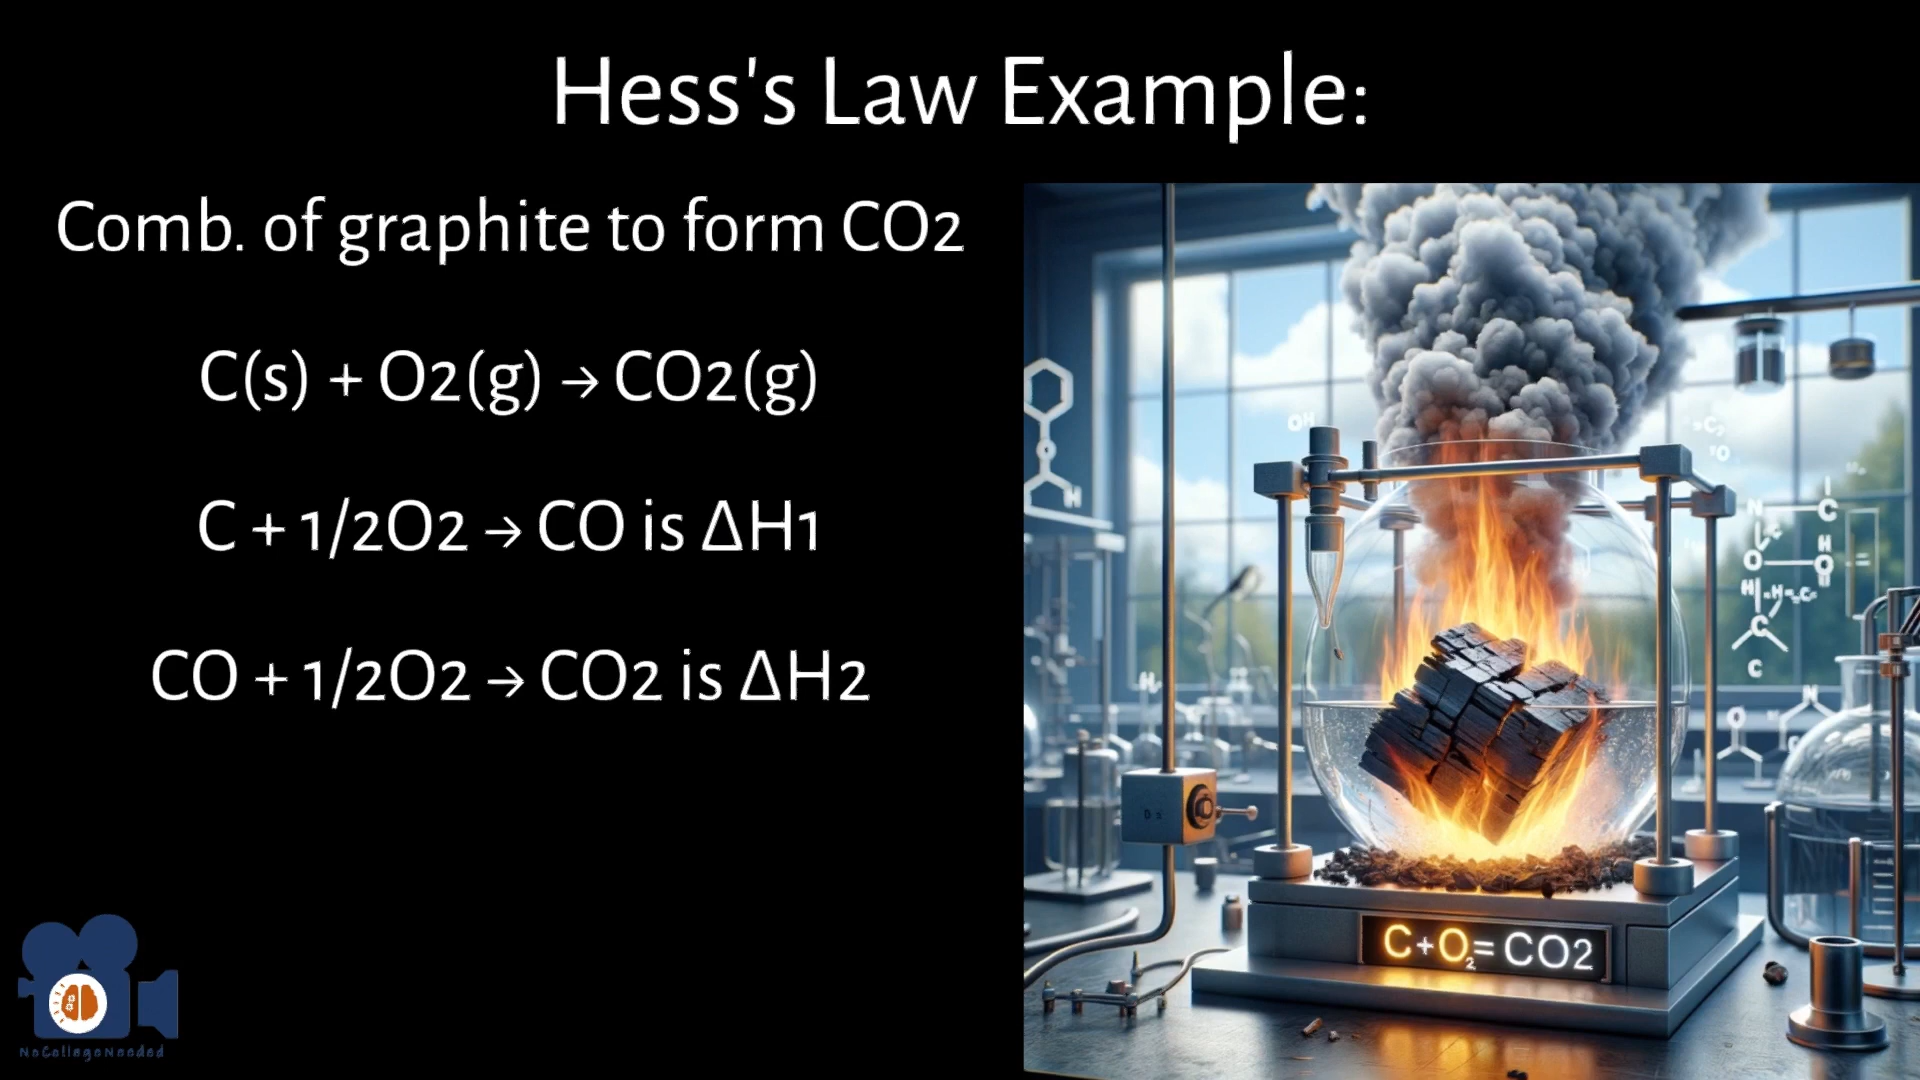 Hess's Law Example:
Comb. of graphite to form CO2
C(s) + O2(g) → CO2(g)
C + 1/2O2 → CO is ΔH1
CO + 1/2O2 → CO2 is ΔH2
OH
H
C+O₂=CO2
NoCollegeNeeded